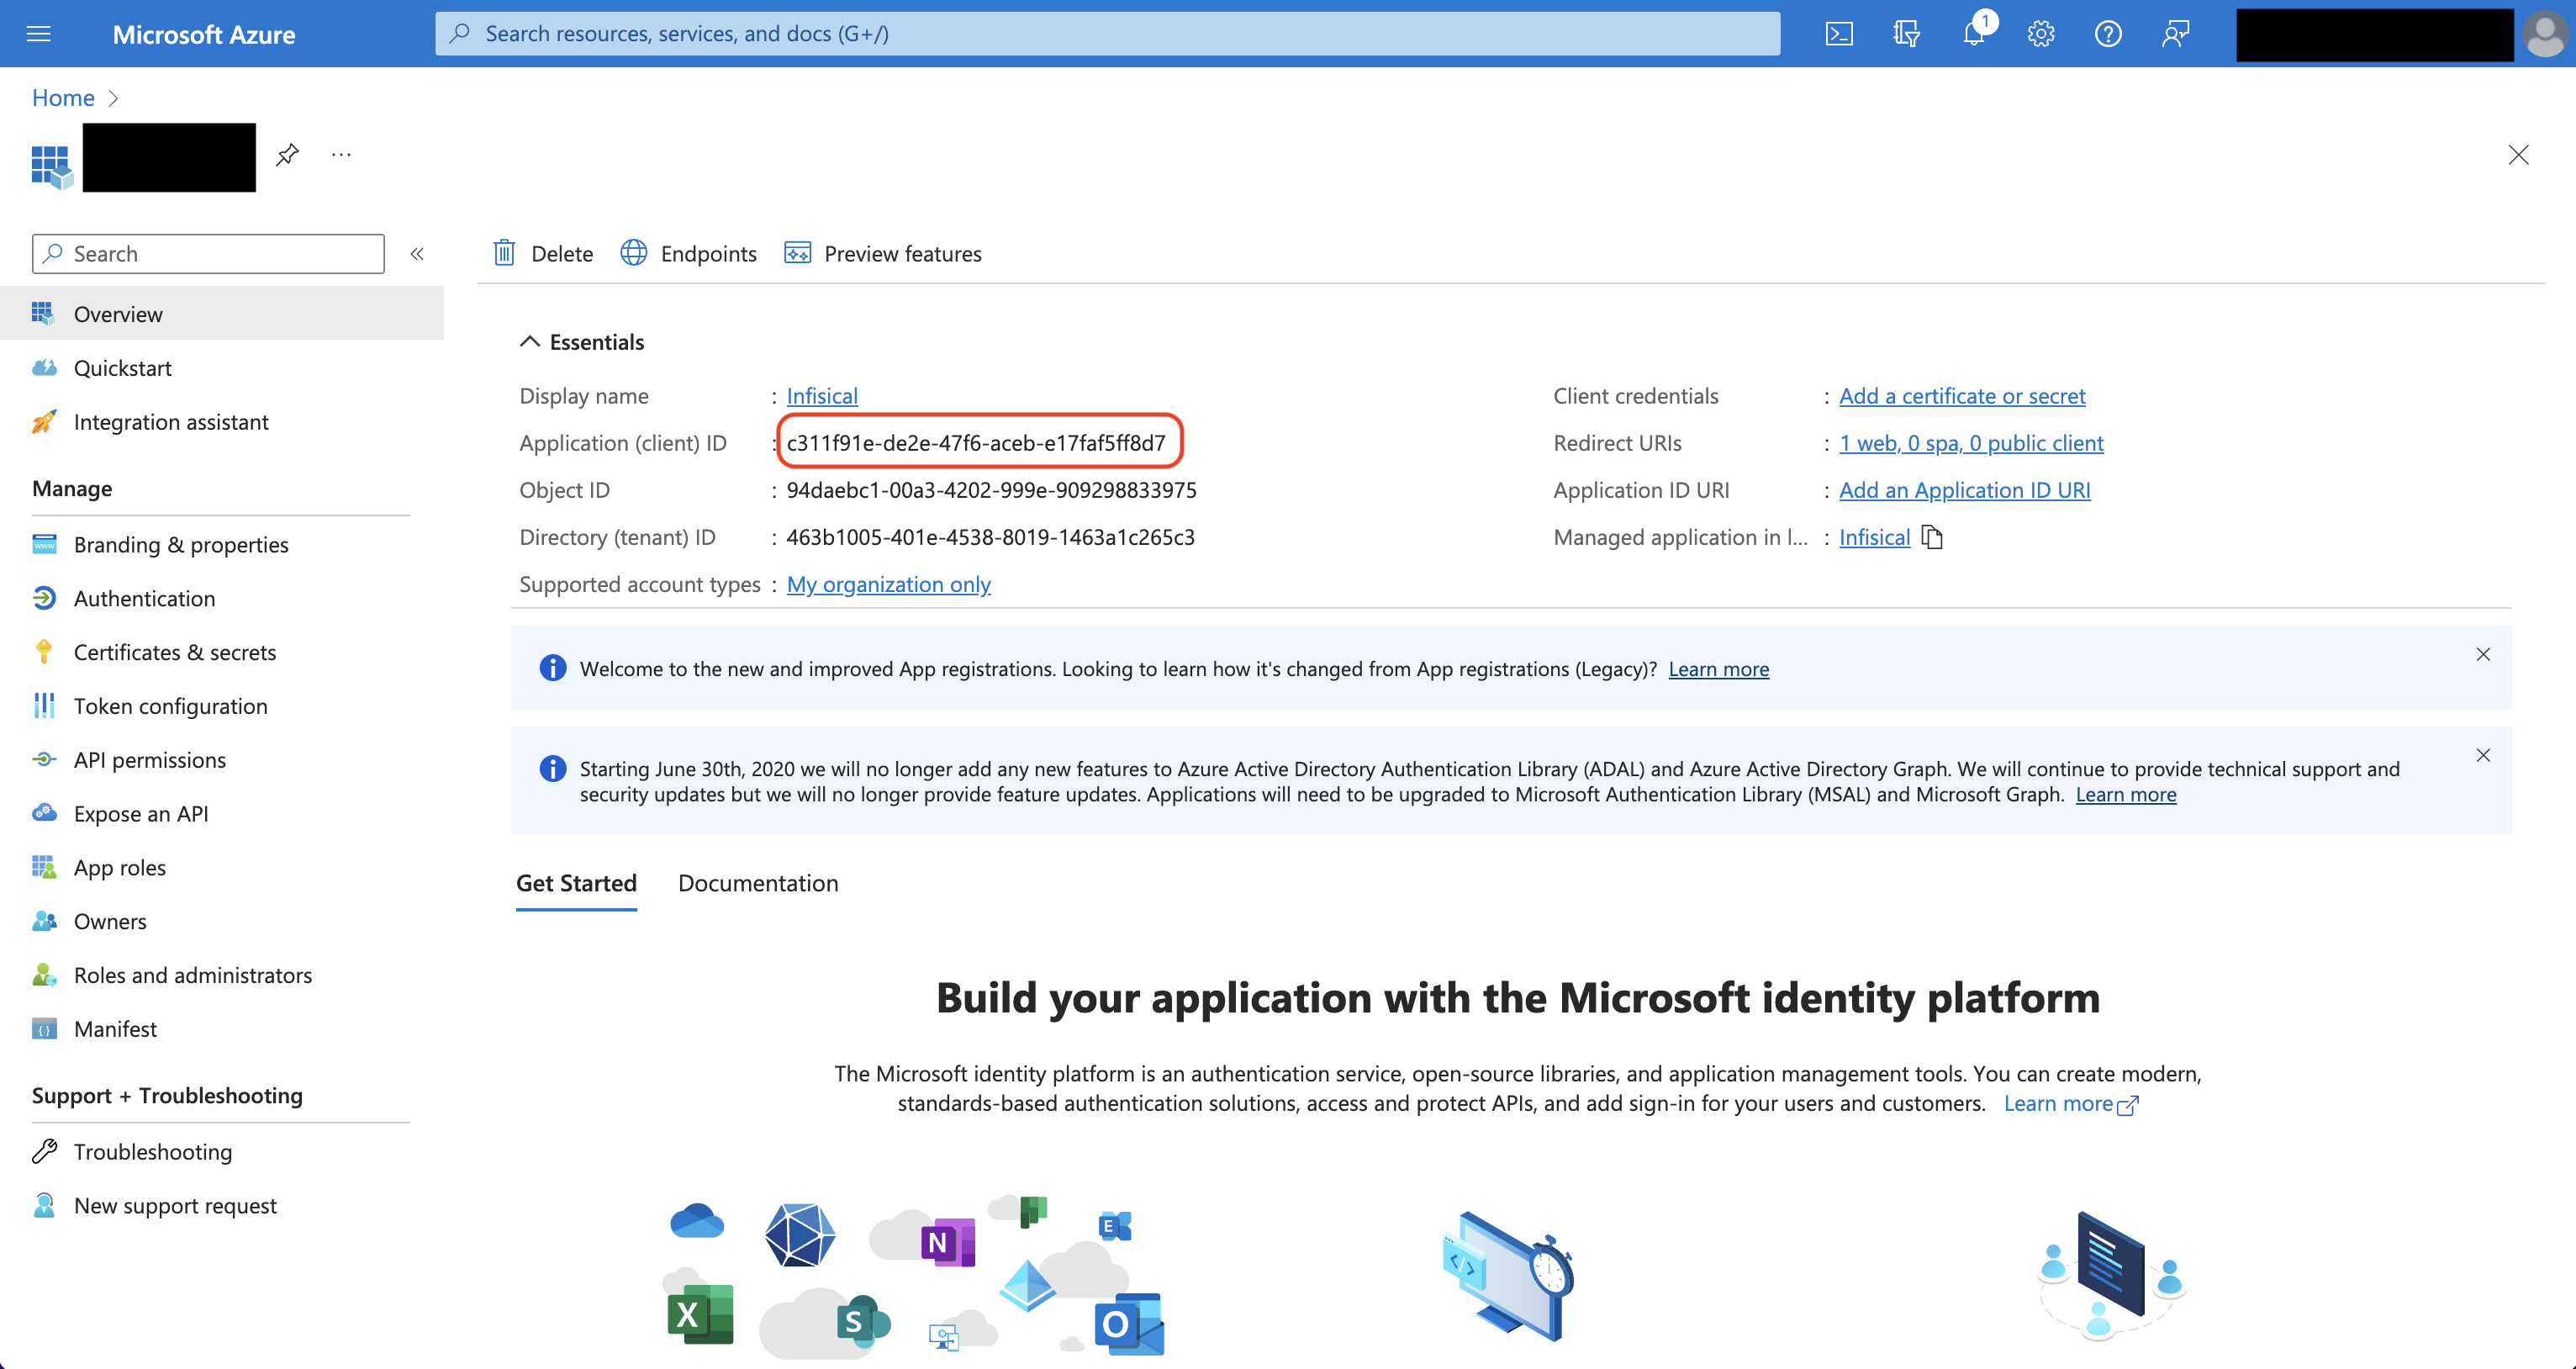 Microsoft Azure
Search resources, services, and docs (G+/)
1
Home
Search
Overview
Quickstart
Integration assistant
Manage
Branding & properties
Authentication
Certificates & secrets
Token configuration
API permissions
Expose an API
App roles
Owners
Roles and administrators
Manifest
Support + Troubleshooting
Troubleshooting
New support request
Delete Endpoints Preview features
Essentials
Display name : Infisical
Application (client) ID : c311f91e-de2e-47f6-aceb-e17faf5ff8d7
Object ID : 94daebc1-00a3-4202-999e-909298833975
Directory (tenant) ID : 463b1005-401e-4538-8019-1463a1c265c3
Supported account types : My organization only
Client credentials : Add a certificate or secret
Redirect URIs : 1 web, 0 spa, 0 public client
Application ID URI : Add an Application ID URI
Managed application in l... : Infisical
Welcome to the new and improved App registrations. Looking to learn how it's changed from App registrations (Legacy)? Learn more
Starting June 30th, 2020 we will no longer add any new features to Azure Active Directory Authentication Library (ADAL) and Azure Active Directory Graph. We will continue to provide technical support and
security updates but we will no longer provide feature updates. Applications will need to be upgraded to Microsoft Authentication Library (MSAL) and Microsoft Graph. Learn more
Get Started Documentation
Build your application with the Microsoft identity platform
The Microsoft identity platform is an authentication service, open-source libraries, and application management tools. You can create modern,
standards-based authentication solutions, access and protect APIs, and add sign-in for your users and customers. Learn more
N
E
X
S
O